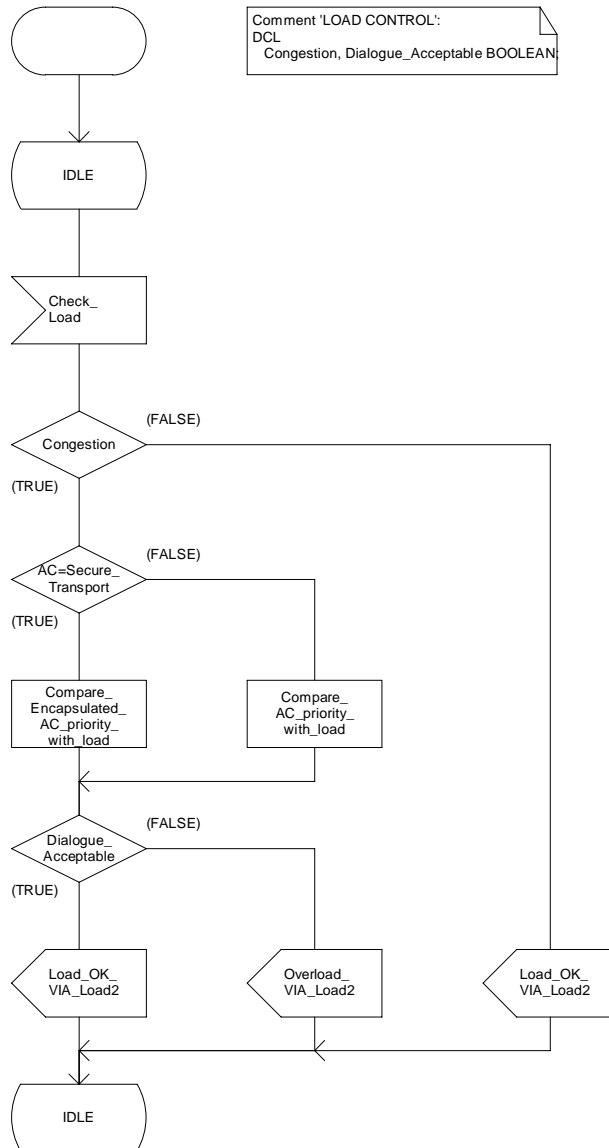 Comment 'LOAD CONTROL':
DCL
Congestion, Dialogue_Acceptable BOOLEAN;
IDLE
Check_
Load
(FALSE)
Congestion
(TRUE)
(FALSE)
AC=Secure_
Transport
(TRUE)
Compare_
Encapsulated_
AC_priority_
with_load
Compare_
AC_priority_
with_load
(FALSE)
Dialogue_
Acceptable
(TRUE)
Load_OK_
VIA_Load2
Overload_
VIA_Load2
Load_OK_
VIA_Load2
IDLE